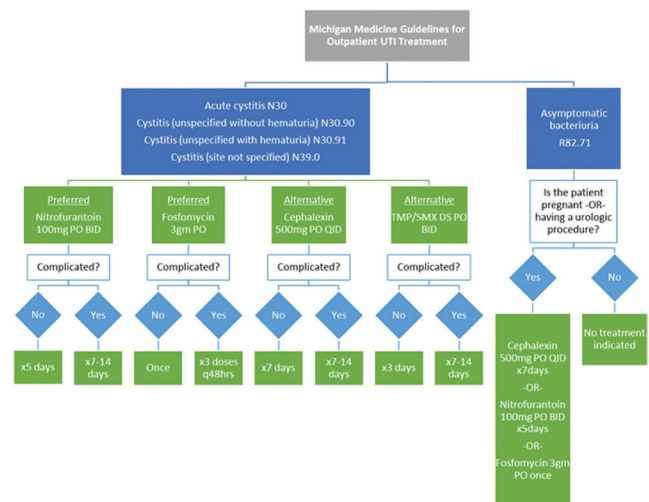 Michigan Medicine Guidelines for
Outpatient UTI Treatment
Acute cystitis N30
Cystitis (unspecified without hematuria) N30.90
Cystitis (unspecified with hematuria) N30.91
Cystitis (site not specified) N39.0
Asymptomatic
bacteriuria
R82.71
Preferred
Nitrofurantoin
100mg PO BID
Preferred
Fosfomycin
3gm PO
Alternative
Cephalexin
500mg PO QID
Alternative
TMP/SMX DS PO
BID
Is the patient
pregnant -OR-
having a urologic
procedure?
Complicated?
Complicated?
Complicated?
Complicated?
Yes
No
No
Yes
No
Yes
No
Yes
No
Yes
x5 days
x7-14
days
Once
x3 doses
q48hrs
x7 days
x7-14
days
x3 days
x7-14
days
Cephalexin
500mg PO QID
x7days
-OR-
Nitrofurantoin
100mg PO BID
x5days
-OR-
Fosfomycin 3gm
PO once
No treatment
indicated